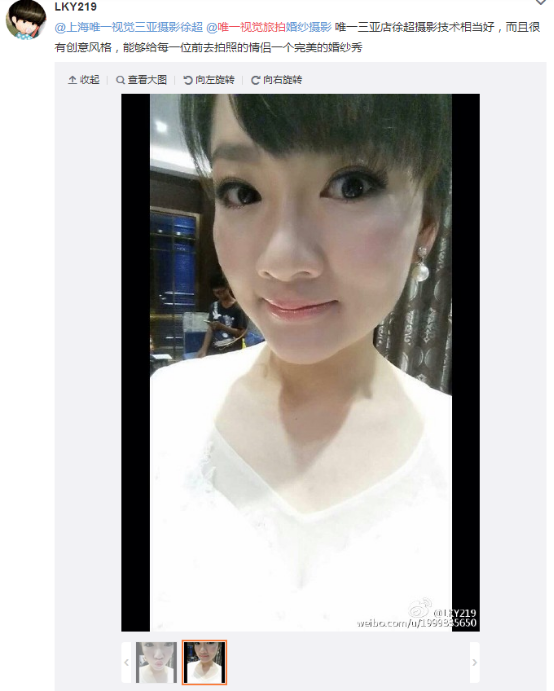 LKY219
@上海唯一视觉三亚摄影徐超 @唯一视觉旅拍婚纱摄影 唯一三亚店徐超摄影技术相当好，而且很
有创意风格，能够给每一位前去拍照的情侣一个完美的婚纱秀
收起 查看大图 向左旋转 向右旋转
@LKY219
weibo.com/u/1999335650